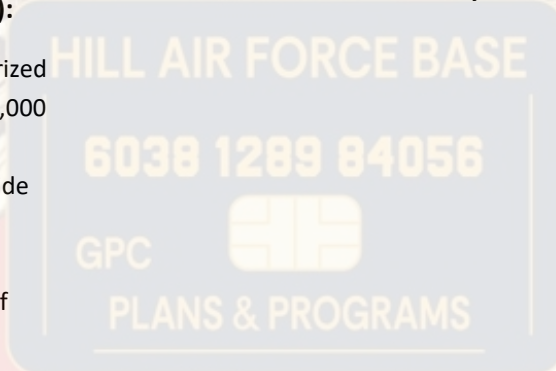 ):
rized
HILL AIR FORCE BASE
,000
6038 1289 84056
de
GPC
f
PLANS & PROGRAMS